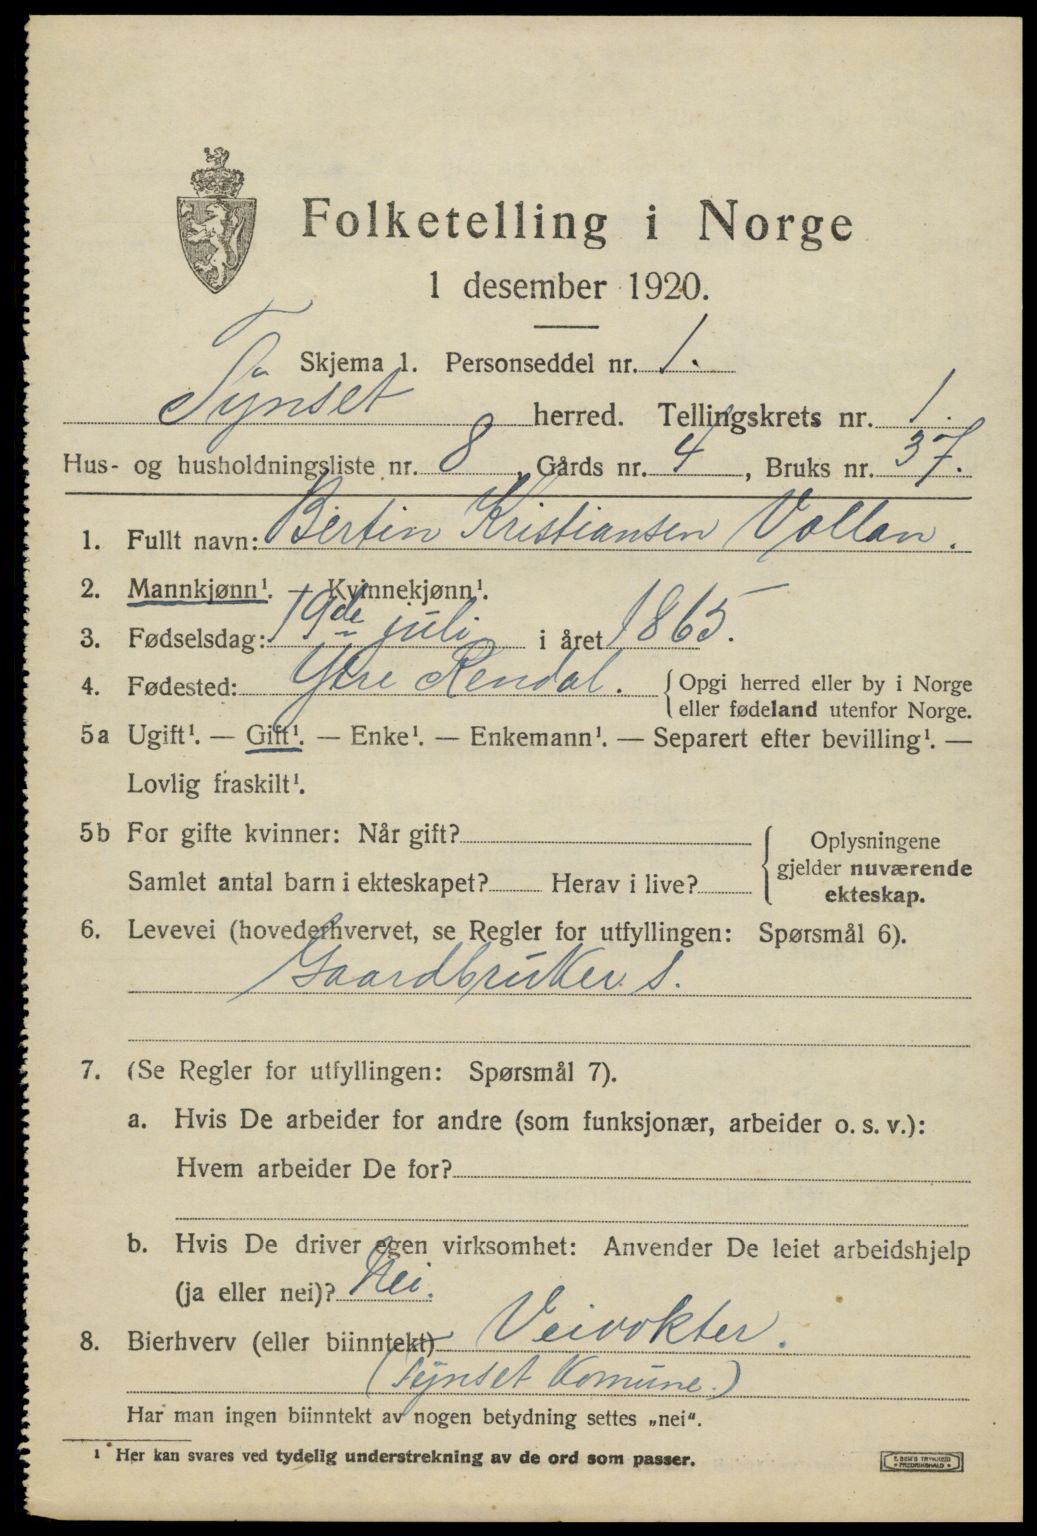 Folketelling i Norge
1 desember 1920.
Skjema 1. Personseddel nr. 1.
Tynset herred. Tellingskrets nr. 1.
Hus- og husholdningsliste nr. 8, Gårds nr. 4, Bruks nr. 37.
1. Fullt navn: Bertin Kristiansen Vollan.
2. Mannkjønn¹. — Kvinnekjønn¹.
3. Fødselsdag: 19de juli i året 1865.
4. Fødested: Ytre Rendal. { Opgi herred eller by i Norge
eller fødeland utenfor Norge.
5a Ugift¹. — Gift¹. — Enke¹. — Enkemann¹. — Separert efter bevilling¹. —
Lovlig fraskilt¹.
5b For gifte kvinner: Når gift?
Samlet antal barn i ekteskapet? Herav i live?
{ Oplysningene
gjelder nuværende
ekteskap.
6. Levevei (hovederhvervet, se Regler for utfyllingen: Spørsmål 6).
Gaardbruker s.
7. (Se Regler for utfyllingen: Spørsmål 7).
a. Hvis De arbeider for andre (som funksjonær, arbeider o. s. v.):
Hvem arbeider De for?
b. Hvis De driver egen virksomhet: Anvender De leiet arbeidshjelp
(ja eller nei)? Nei.
8. Bierhverv (eller biinntekt) Veivokter.
(Tynset Komune.)
Har man ingen biinntekt av nogen betydning settes „nei“.
¹ Her kan svares ved tydelig understrekning av de ord som passer.